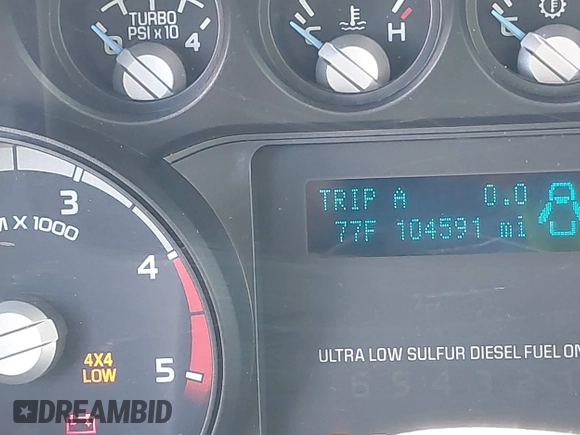 TURBO
PSI x 10
0 4
C H
C
TRIP A 0.0
77F 104591 mi
3
M X 1000
4
4X4
LOW
5
ULTRA LOW SULFUR DIESEL FUEL ON
DREAMBID